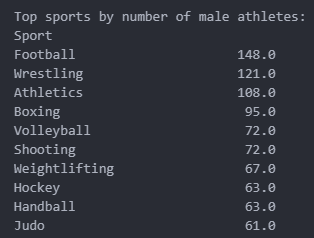 Top sports by number of male athletes:
Sport
Football 148.0
Wrestling 121.0
Athletics 108.0
Boxing 95.0
Volleyball 72.0
Shooting 72.0
Weightlifting 67.0
Hockey 63.0
Handball 63.0
Judo 61.0